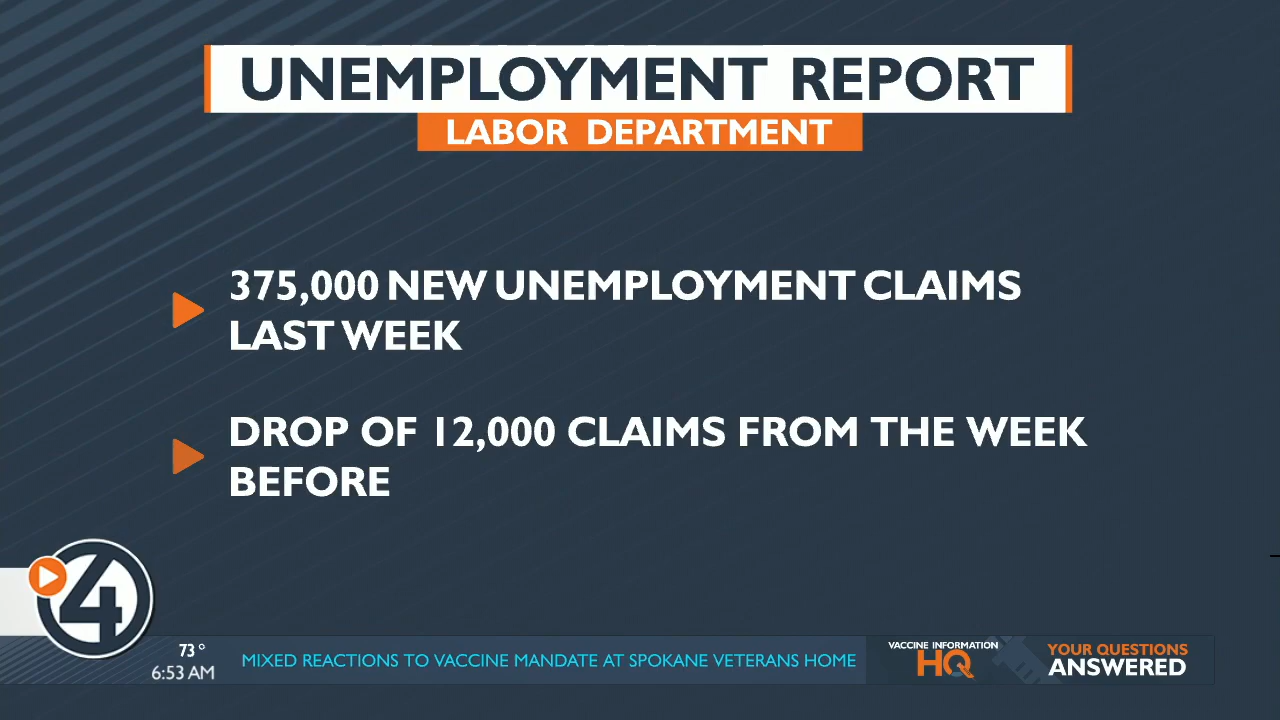 UNEMPLOYMENT REPORT
LABOR DEPARTMENT
375,000 NEW UNEMPLOYMENT CLAIMS
LAST WEEK
DROP OF 12,000 CLAIMS FROM THE WEEK
BEFORE
4
73°
6:53 AM
MIXED REACTIONS TO VACCINE MANDATE AT SPOKANE VETERANS HOME
VACCINE INFORMATION
HQ
YOUR QUESTIONS
ANSWERED